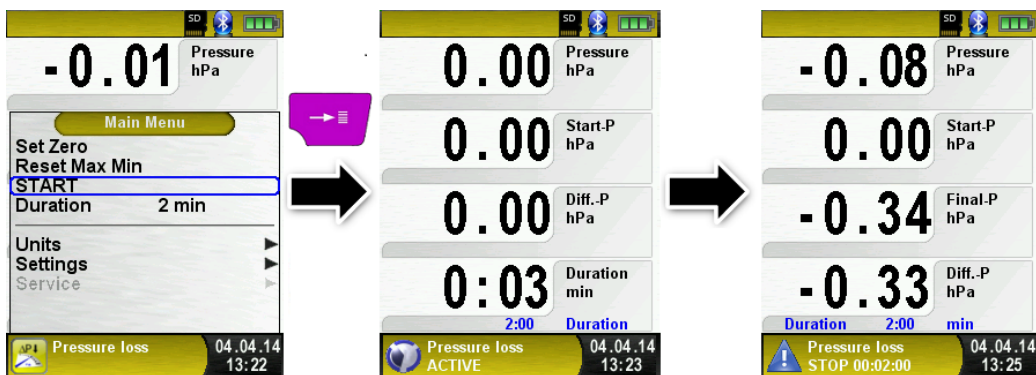 SD
- 0.01 Pressure
hPa
Main Menu
Set Zero
Reset Max Min
START
Duration 2 min
Units
Settings
Service
ΔP↓
Pressure loss 04.04.14
13:22
SD
0.00 Pressure
hPa
0.00 Start-P
hPa
0.00 Diff.-P
hPa
0:03 Duration
min
2:00 Duration
Pressure loss 04.04.14
ACTIVE 13:23
SD
- 0.08 Pressure
hPa
0.00 Start-P
hPa
- 0.34 Final-P
hPa
- 0.33 Diff.-P
hPa
Duration 2:00 min
Pressure loss 04.04.14
STOP 00:02:00 13:25